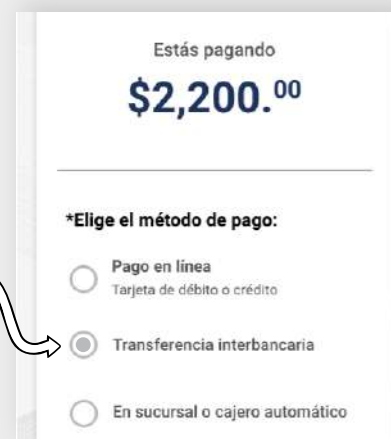 Estás pagando
$2,200.00
*Elige el método de pago:
Pago en línea
Tarjeta de débito o crédito
Transferencia interbancaria
En sucursal o cajero automático